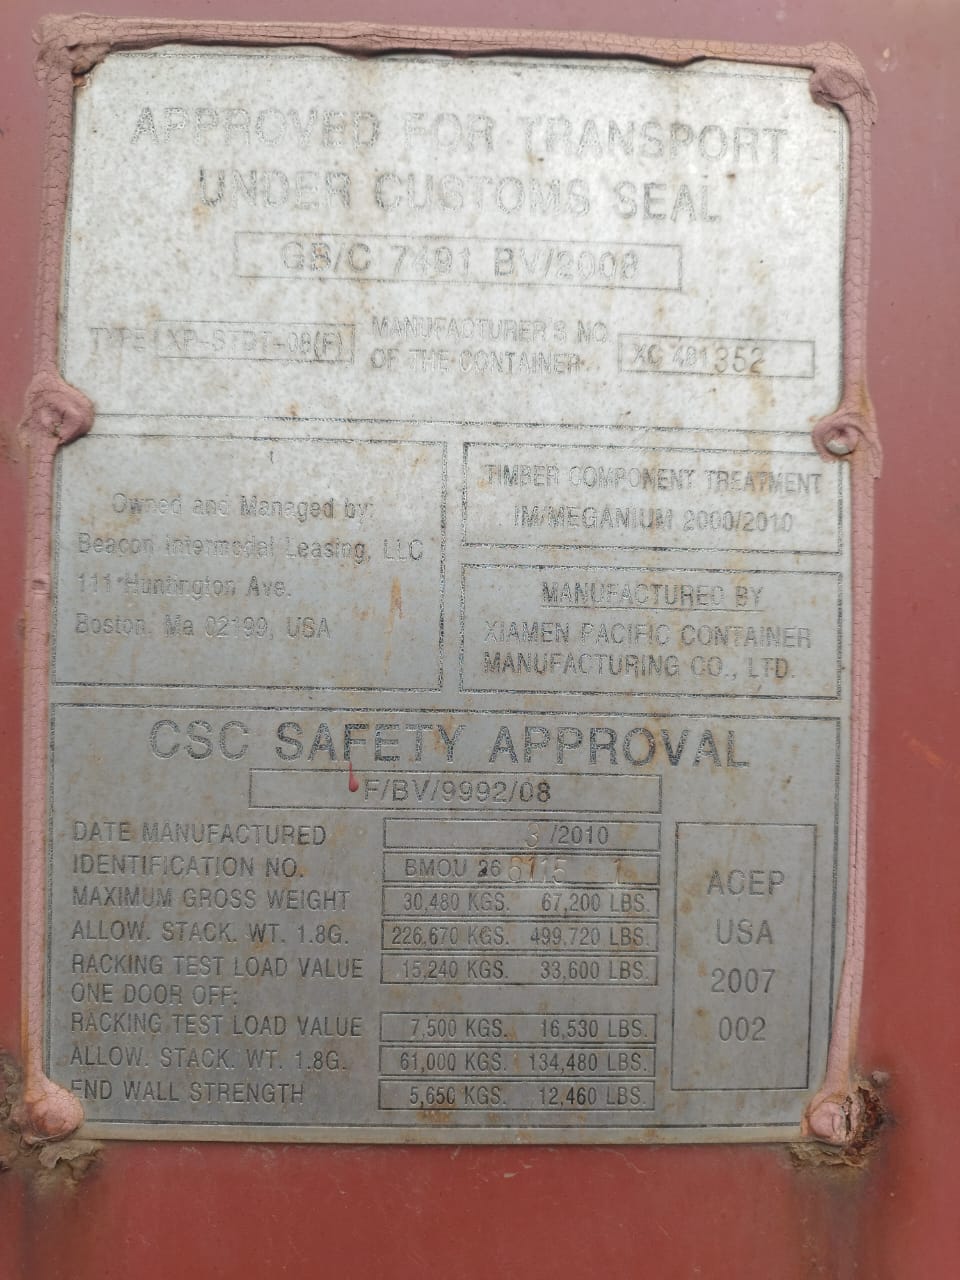 APPROVED FOR TRANSPORT
UNDER CUSTOMS SEAL
GB/C 7491 BV/2008
TYPE XP-STDT-08(F) MANUFACTURER'S NO.
OF THE CONTAINER XC 481352
Owned and Managed by:
Beacon Intermodal Leasing, LLC
111 Huntington Ave.
Boston, Ma 02199, USA
TIMBER COMPONENT TREATMENT
IM/MEGANIUM 2000/2010
MANUFACTURED BY
XIAMEN PACIFIC CONTAINER
MANUFACTURING CO., LTD.
CSC SAFETY APPROVAL
F/BV/9992/08
DATE MANUFACTURED 3/2010
IDENTIFICATION NO. BMOU 26 6115 1
MAXIMUM GROSS WEIGHT 30,480 KGS. 67,200 LBS.
ALLOW. STACK. WT. 1.8G. 226,670 KGS. 499,720 LBS.
RACKING TEST LOAD VALUE 15,240 KGS. 33,600 LBS.
ONE DOOR OFF:
RACKING TEST LOAD VALUE 7,500 KGS. 16,530 LBS.
ALLOW. STACK. WT. 1.8G. 61,000 KGS. 134,480 LBS.
END WALL STRENGTH 5,650 KGS. 12,460 LBS.
ACEP
USA
2007
002